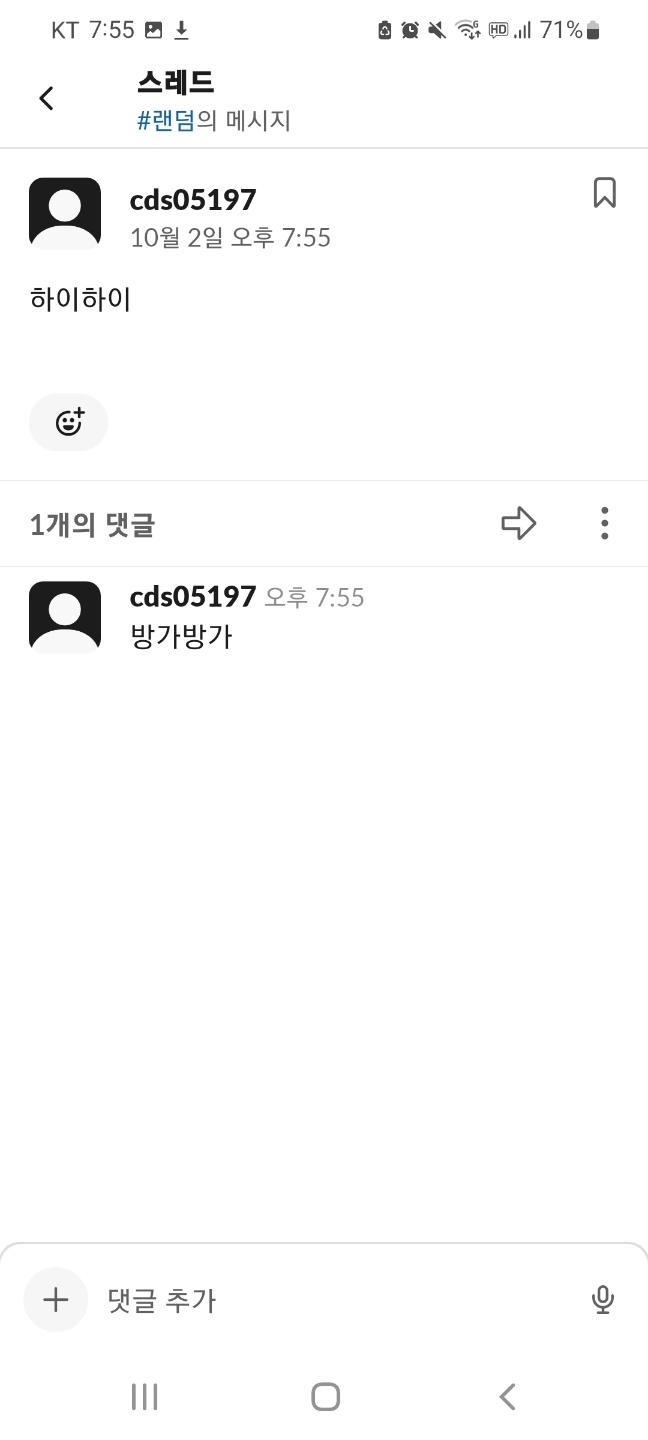 KT 7:55 HD 71%
스레드
#랜덤의 메시지
cds05197
10월 2일 오후 7:55
하이하이
1개의 댓글
cds05197 오후 7:55
방가방가
댓글 추가